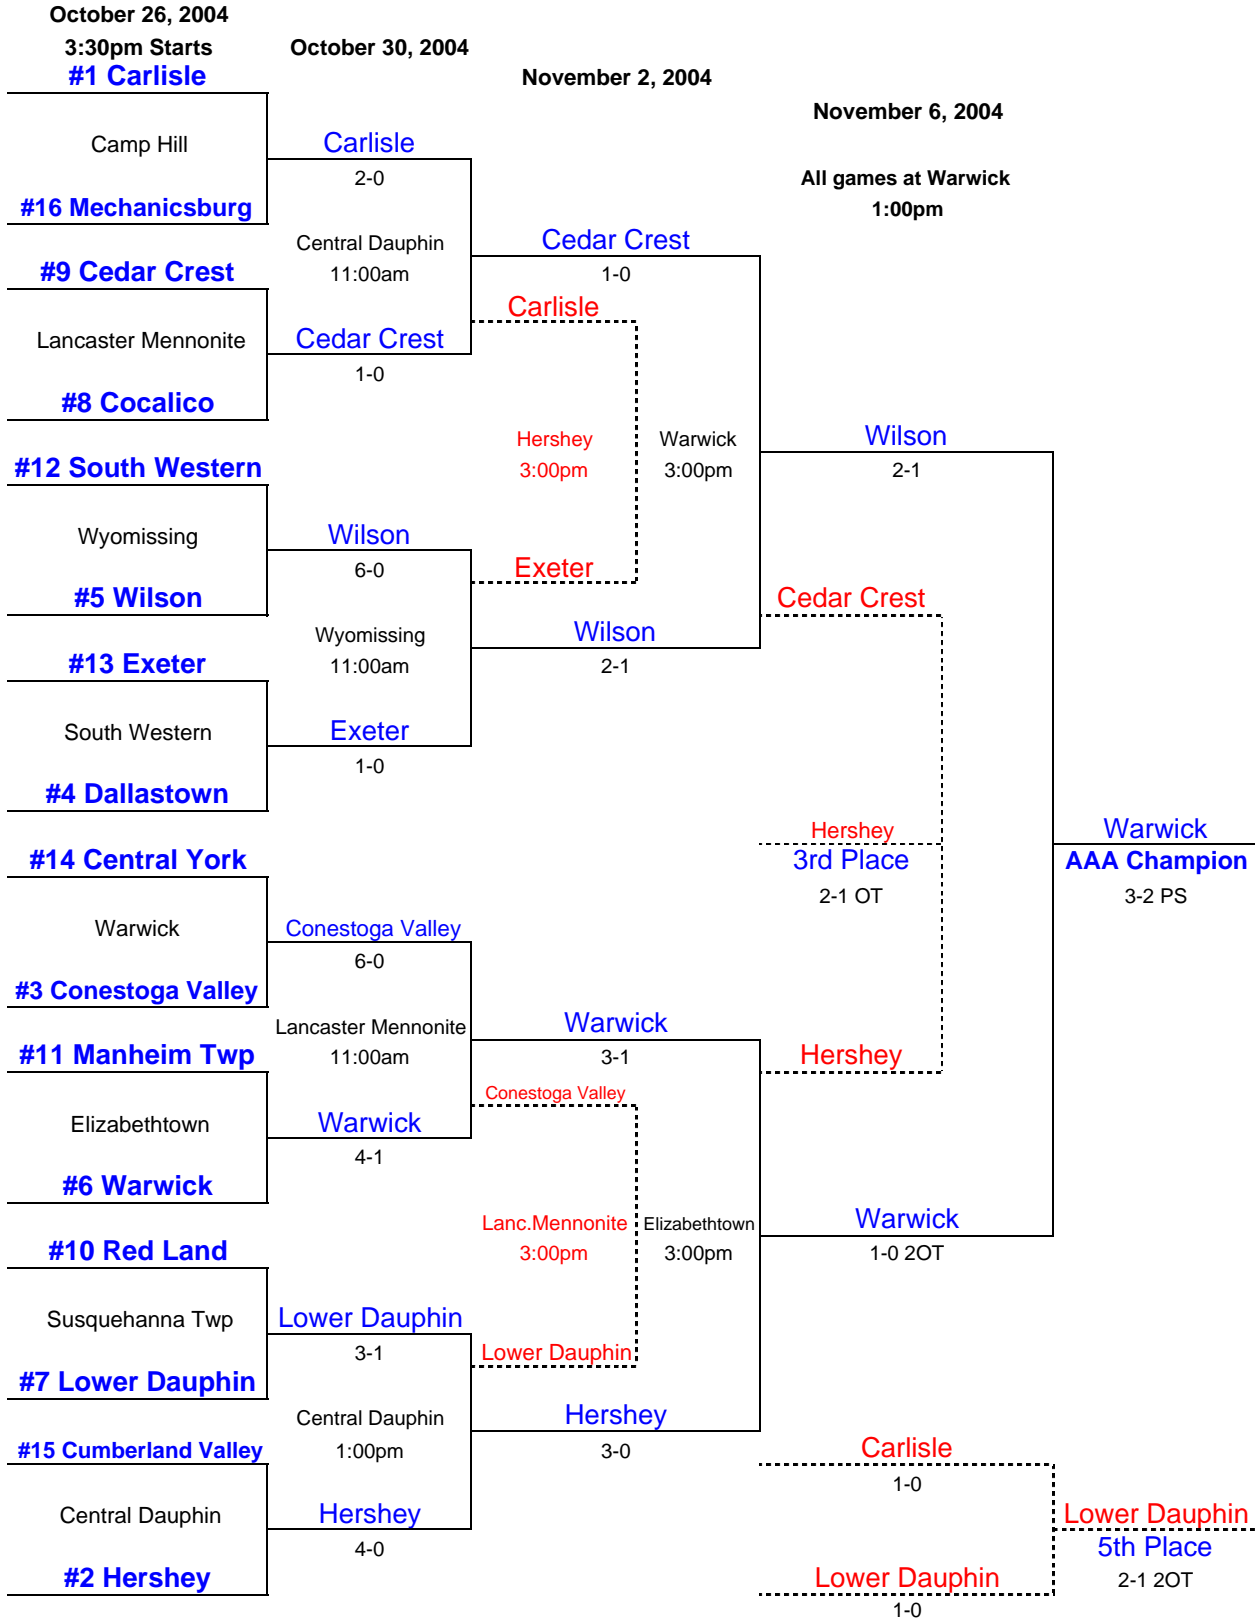 October 26, 2004
3:30pm Starts
October 30, 2004
#1 Carlisle
November 2, 2004
November 6, 2004
Camp Hill
Carlisle
2-0
All games at Warwick
1:00pm
#16 Mechanicsburg
Central Dauphin
11:00am
Cedar Crest
1-0
#9 Cedar Crest
Carlisle
Lancaster Mennonite
Cedar Crest
1-0
#8 Cocalico
Hershey
3:00pm
Warwick
3:00pm
Wilson
2-1
#12 South Western
Wyomissing
Wilson
6-0
Exeter
#5 Wilson
Cedar Crest
Wyomissing
11:00am
Wilson
2-1
#13 Exeter
South Western
Exeter
1-0
#4 Dallastown
Hershey
3rd Place
2-1 OT
Warwick
AAA Champion
3-2 PS
#14 Central York
Warwick
Conestoga Valley
6-0
#3 Conestoga Valley
Lancaster Mennonite
11:00am
Warwick
3-1
#11 Manheim Twp
Hershey
Conestoga Valley
Elizabethtown
Warwick
4-1
#6 Warwick
Lanc.Mennonite
3:00pm
Elizabethtown
3:00pm
Warwick
1-0 2OT
#10 Red Land
Susquehanna Twp
Lower Dauphin
3-1
Lower Dauphin
#7 Lower Dauphin
Central Dauphin
1:00pm
Hershey
3-0
#15 Cumberland Valley
Carlisle
1-0
Central Dauphin
Hershey
4-0
Lower Dauphin
5th Place
2-1 2OT
#2 Hershey
Lower Dauphin
1-0